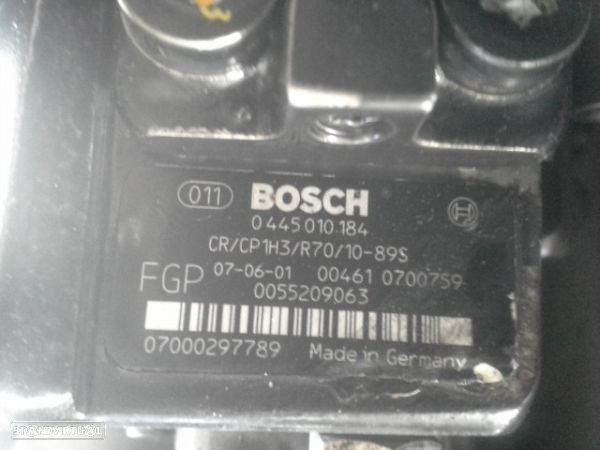 011 BOSCH
0 445 010 184
CR/CP1H3/R70/10-89S
FGP 07-06-01 00461 0700759
0055209063
07000297789 Made in Germany
STANDVIRTUAL